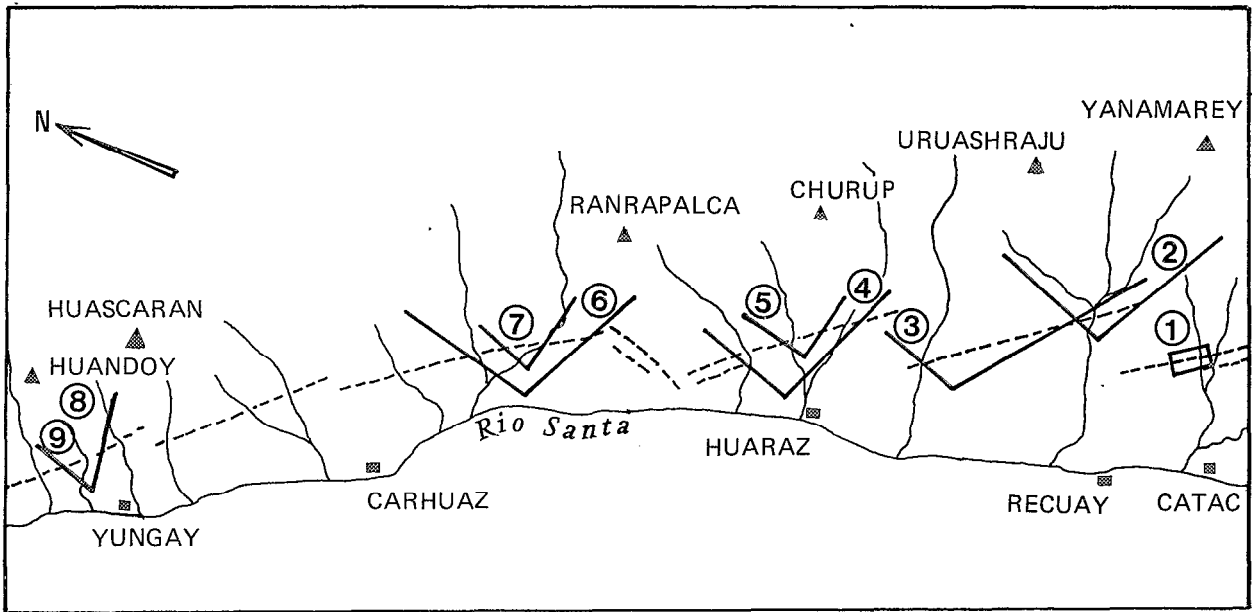 YANAMAREY
N
URUASHRAJU
CHURUP
RANRAPALCA
2
6
4
5
HUASCARAN
7
3
1
HUANDOY
8
Rio Santa
9
HUARAZ
CARHUAZ
RECUAY
CATAC
YUNGAY